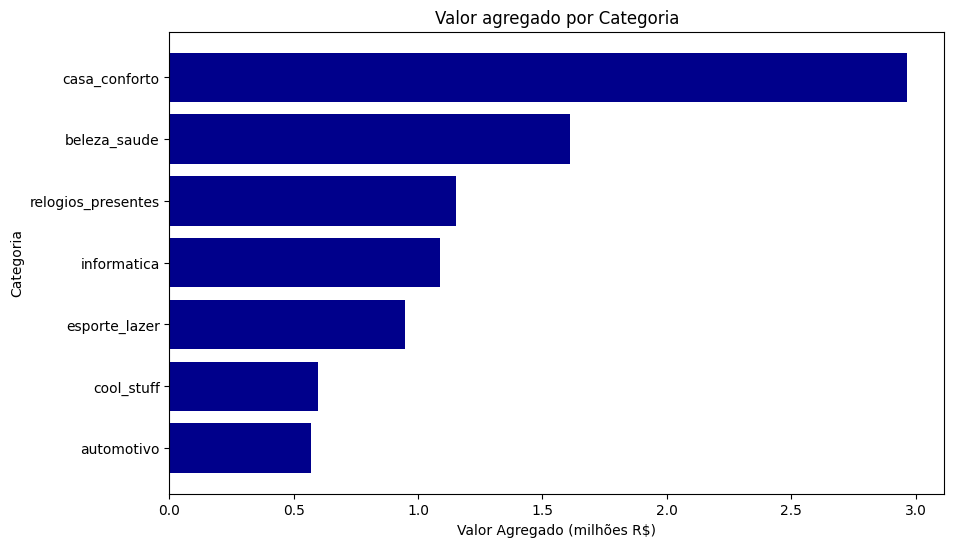 Valor agregado por Categoria
Categoria
casa_conforto
beleza_saude
relogios_presentes
informatica
esporte_lazer
cool_stuff
automotivo
0.0 0.5 1.0 1.5 2.0 2.5 3.0
Valor Agregado (milhões R$)